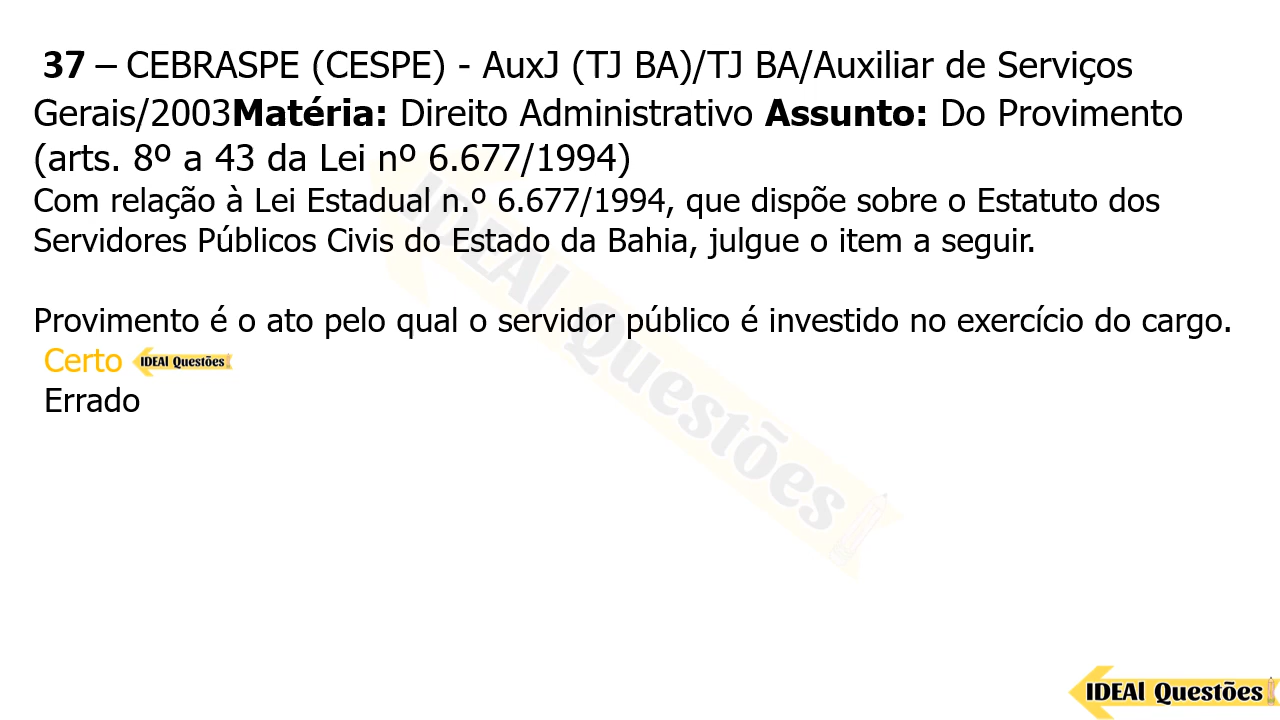 37 – CEBRASPE (CESPE) - AuxJ (TJ BA)/TJ BA/Auxiliar de Serviços
Gerais/2003Matéria: Direito Administrativo Assunto: Do Provimento
(arts. 8º a 43 da Lei nº 6.677/1994)
Com relação à Lei Estadual n.º 6.677/1994, que dispõe sobre o Estatuto dos
Servidores Públicos Civis do Estado da Bahia, julgue o item a seguir.
Provimento é o ato pelo qual o servidor público é investido no exercício do cargo.
Certo IDEAl Questões
Errado
IDEAl Questões
IDEAl Questões